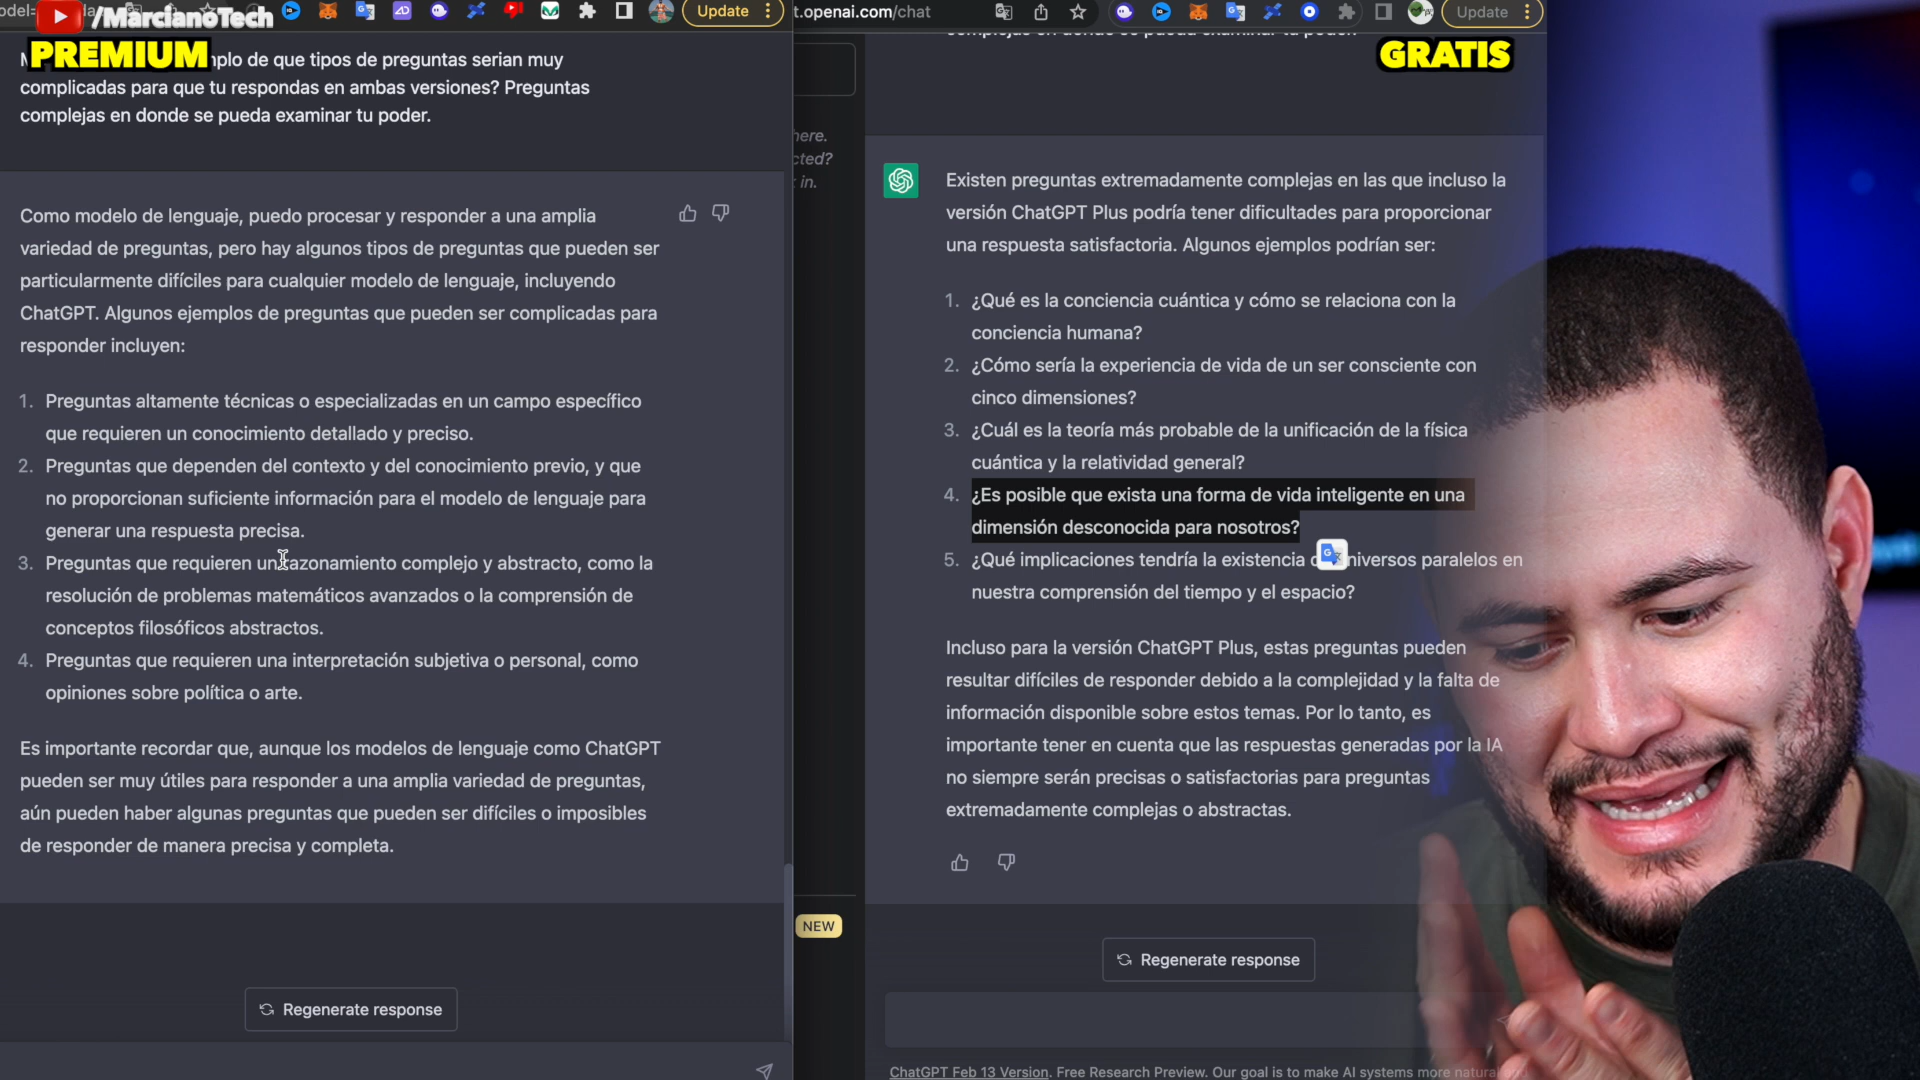 /MarcianoTech
Update
t.openai.com/chat
Update
PREMIUM
GRATIS
mplo de que tipos de preguntas serian muy
complicadas para que tu respondas en ambas versiones? Preguntas
complejas en donde se pueda examinar tu poder.
Como modelo de lenguaje, puedo procesar y responder a una amplia
variedad de preguntas, pero hay algunos tipos de preguntas que pueden ser
particularmente difíciles para cualquier modelo de lenguaje, incluyendo
ChatGPT. Algunos ejemplos de preguntas que pueden ser complicadas para
responder incluyen:
1. Preguntas altamente técnicas o especializadas en un campo específico
que requieren un conocimiento detallado y preciso.
2. Preguntas que dependen del contexto y del conocimiento previo, y que
no proporcionan suficiente información para el modelo de lenguaje para
generar una respuesta precisa.
3. Preguntas que requieren un razonamiento complejo y abstracto, como la
resolución de problemas matemáticos avanzados o la comprensión de
conceptos filosóficos abstractos.
4. Preguntas que requieren una interpretación subjetiva o personal, como
opiniones sobre política o arte.
Es importante recordar que, aunque los modelos de lenguaje como ChatGPT
pueden ser muy útiles para responder a una amplia variedad de preguntas,
aún pueden haber algunas preguntas que pueden ser difíciles o imposibles
de responder de manera precisa y completa.
Regenerate response
here.
cted?
in.
NEW
complejas en donde se pueda examinar tu poder.
Existen preguntas extremadamente complejas en las que incluso la
versión ChatGPT Plus podría tener dificultades para proporcionar
una respuesta satisfactoria. Algunos ejemplos podrían ser:
1. ¿Qué es la conciencia cuántica y cómo se relaciona con la
conciencia humana?
2. ¿Cómo sería la experiencia de vida de un ser consciente con
cinco dimensiones?
3. ¿Cuál es la teoría más probable de la unificación de la física
cuántica y la relatividad general?
4. ¿Es posible que exista una forma de vida inteligente en una
dimensión desconocida para nosotros?
5. ¿Qué implicaciones tendría la existencia niversos paralelos en
nuestra comprensión del tiempo y el espacio?
Incluso para la versión ChatGPT Plus, estas preguntas pueden
resultar difíciles de responder debido a la complejidad y la falta de
información disponible sobre estos temas. Por lo tanto, es
importante tener en cuenta que las respuestas generadas por la IA
no siempre serán precisas o satisfactorias para preguntas
extremadamente complejas o abstractas.
Regenerate response
ChatGPT Feb 13 Version. Free Research Preview. Our goal is to make AI systems more natural